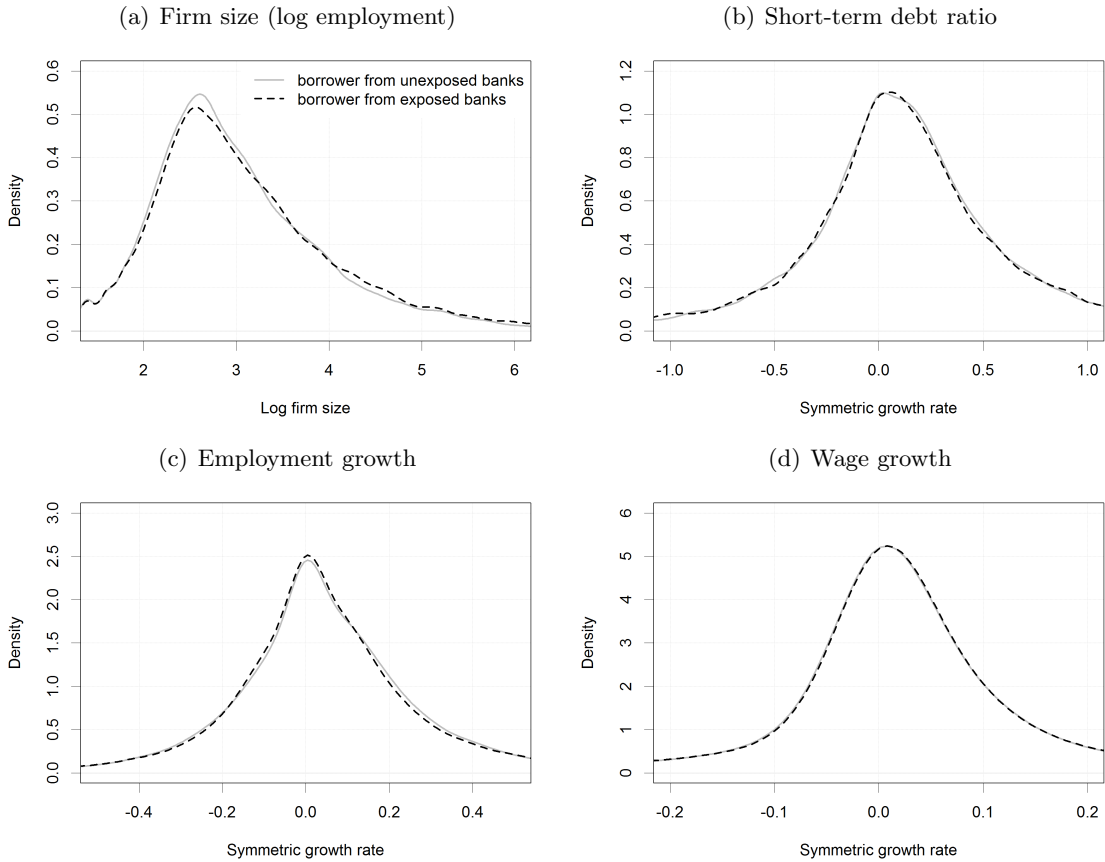 (a) Firm size (log employment)
(b) Short-term debt ratio
0.6
0.5
0.4
0.3
0.2
0.1
0.0
Density
borrower from unexposed banks
borrower from exposed banks
2 3 4 5 6
Log firm size
1.2
1.0
0.8
0.6
0.4
0.2
0.0
Density
-1.0 -0.5 0.0 0.5 1.0
Symmetric growth rate
(c) Employment growth
(d) Wage growth
3.0
2.5
2.0
1.5
1.0
0.5
0.0
Density
-0.4 -0.2 0.0 0.2 0.4
Symmetric growth rate
6
5
4
3
2
1
0
Density
-0.2 -0.1 0.0 0.1 0.2
Symmetric growth rate